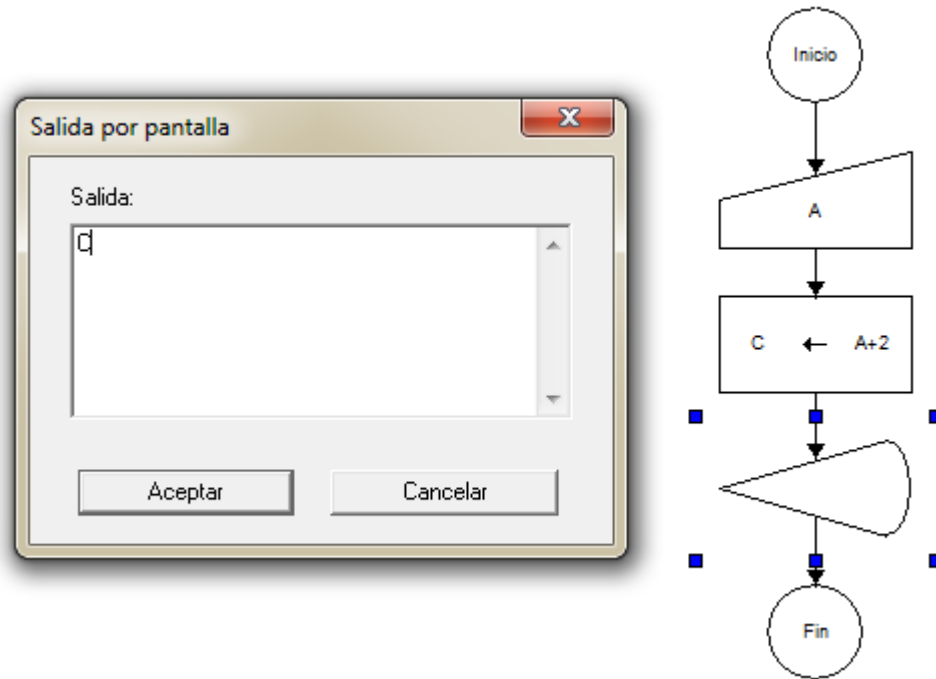 Salida por pantalla
Salida:
C
Aceptar
Cancelar
Inicio
A
C ← A+2
Fin